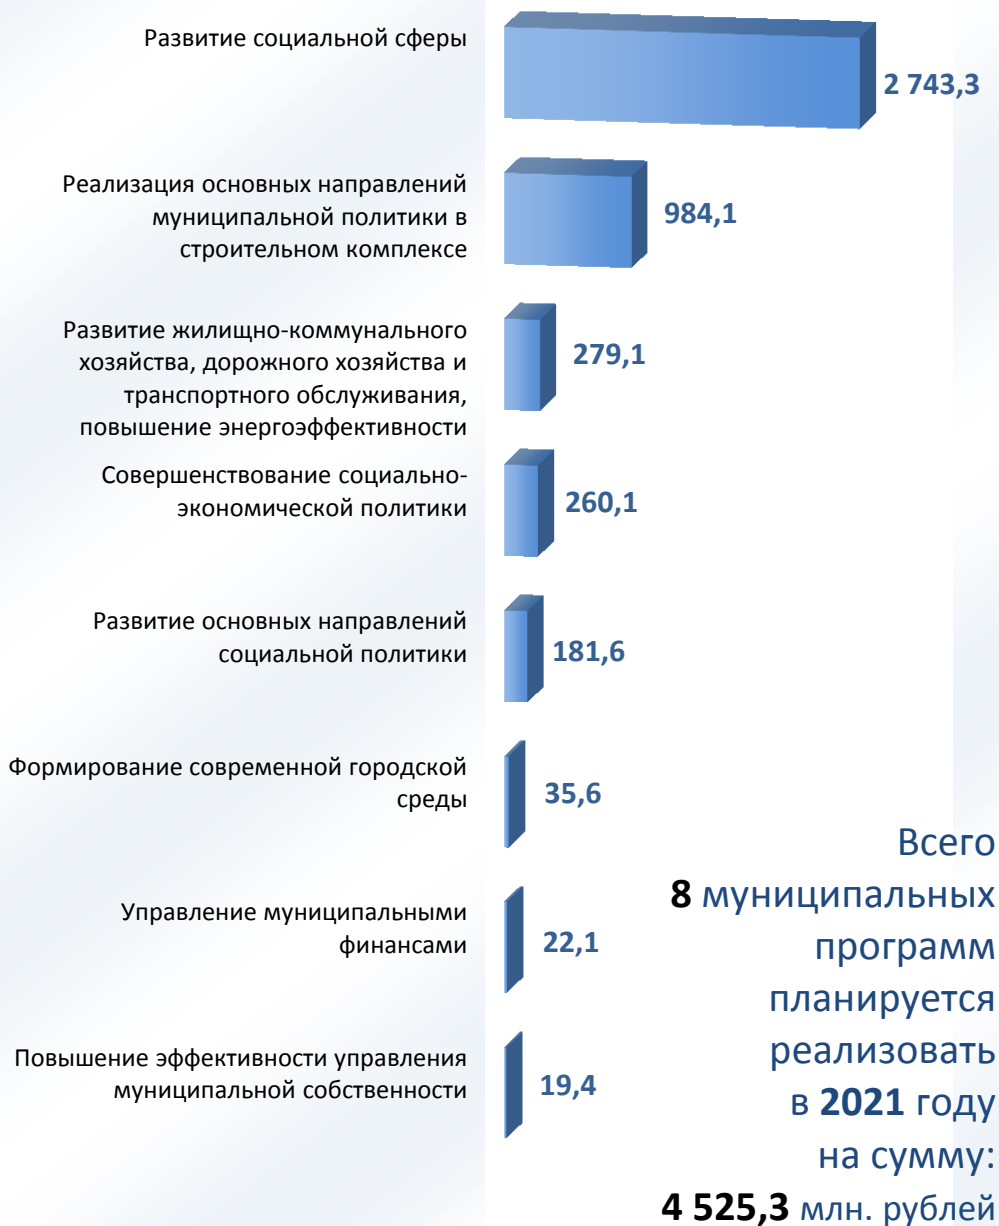 Развитие социальной сферы
2 743,3
Реализация основных направлений
муниципальной политики в
строительном комплексе
984,1
Развитие жилищно-коммунального
хозяйства, дорожного хозяйства и
транспортного обслуживания,
повышение энергоэффективности
279,1
Совершенствование социально-
экономической политики
260,1
Развитие основных направлений
социальной политики
181,6
Формирование современной городской
среды
35,6
Управление муниципальными
финансами
22,1
Повышение эффективности управления
муниципальной собственности
19,4
Всего
8 муниципальных
программ
планируется
реализовать
в 2021 году
на сумму:
4 525,3 млн. рублей